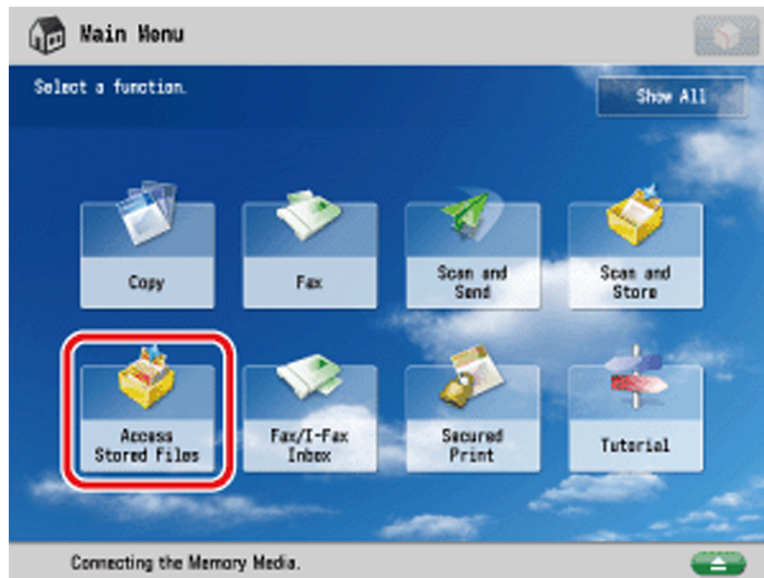 Main Menu
Select a function.
Show All
Copy
Fax
Scan and
Send
Scan and
Store
Access
Stored Files
Fax/I-Fax
Inbox
Secured
Print
Tutorial
Connecting the Memory Media.